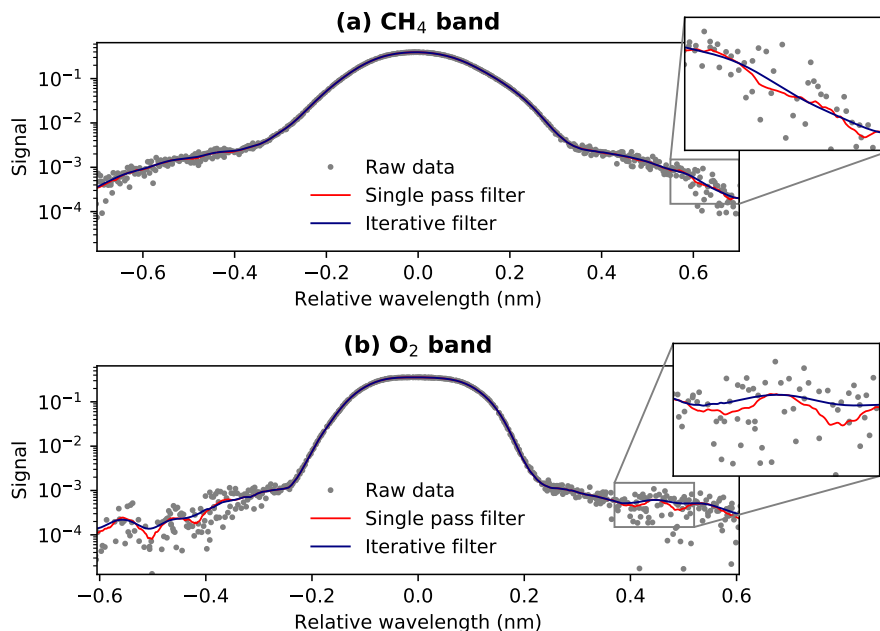 (a) CH₄ band
10⁻¹
10⁻²
10⁻³
10⁻⁴
Signal
Raw data
Single pass filter
Iterative filter
−0.6 −0.4 −0.2 0.0 0.2 0.4 0.6
Relative wavelength (nm)
(b) O₂ band
10⁻¹
10⁻²
10⁻³
10⁻⁴
Signal
Raw data
Single pass filter
Iterative filter
−0.6 −0.4 −0.2 0.0 0.2 0.4 0.6
Relative wavelength (nm)